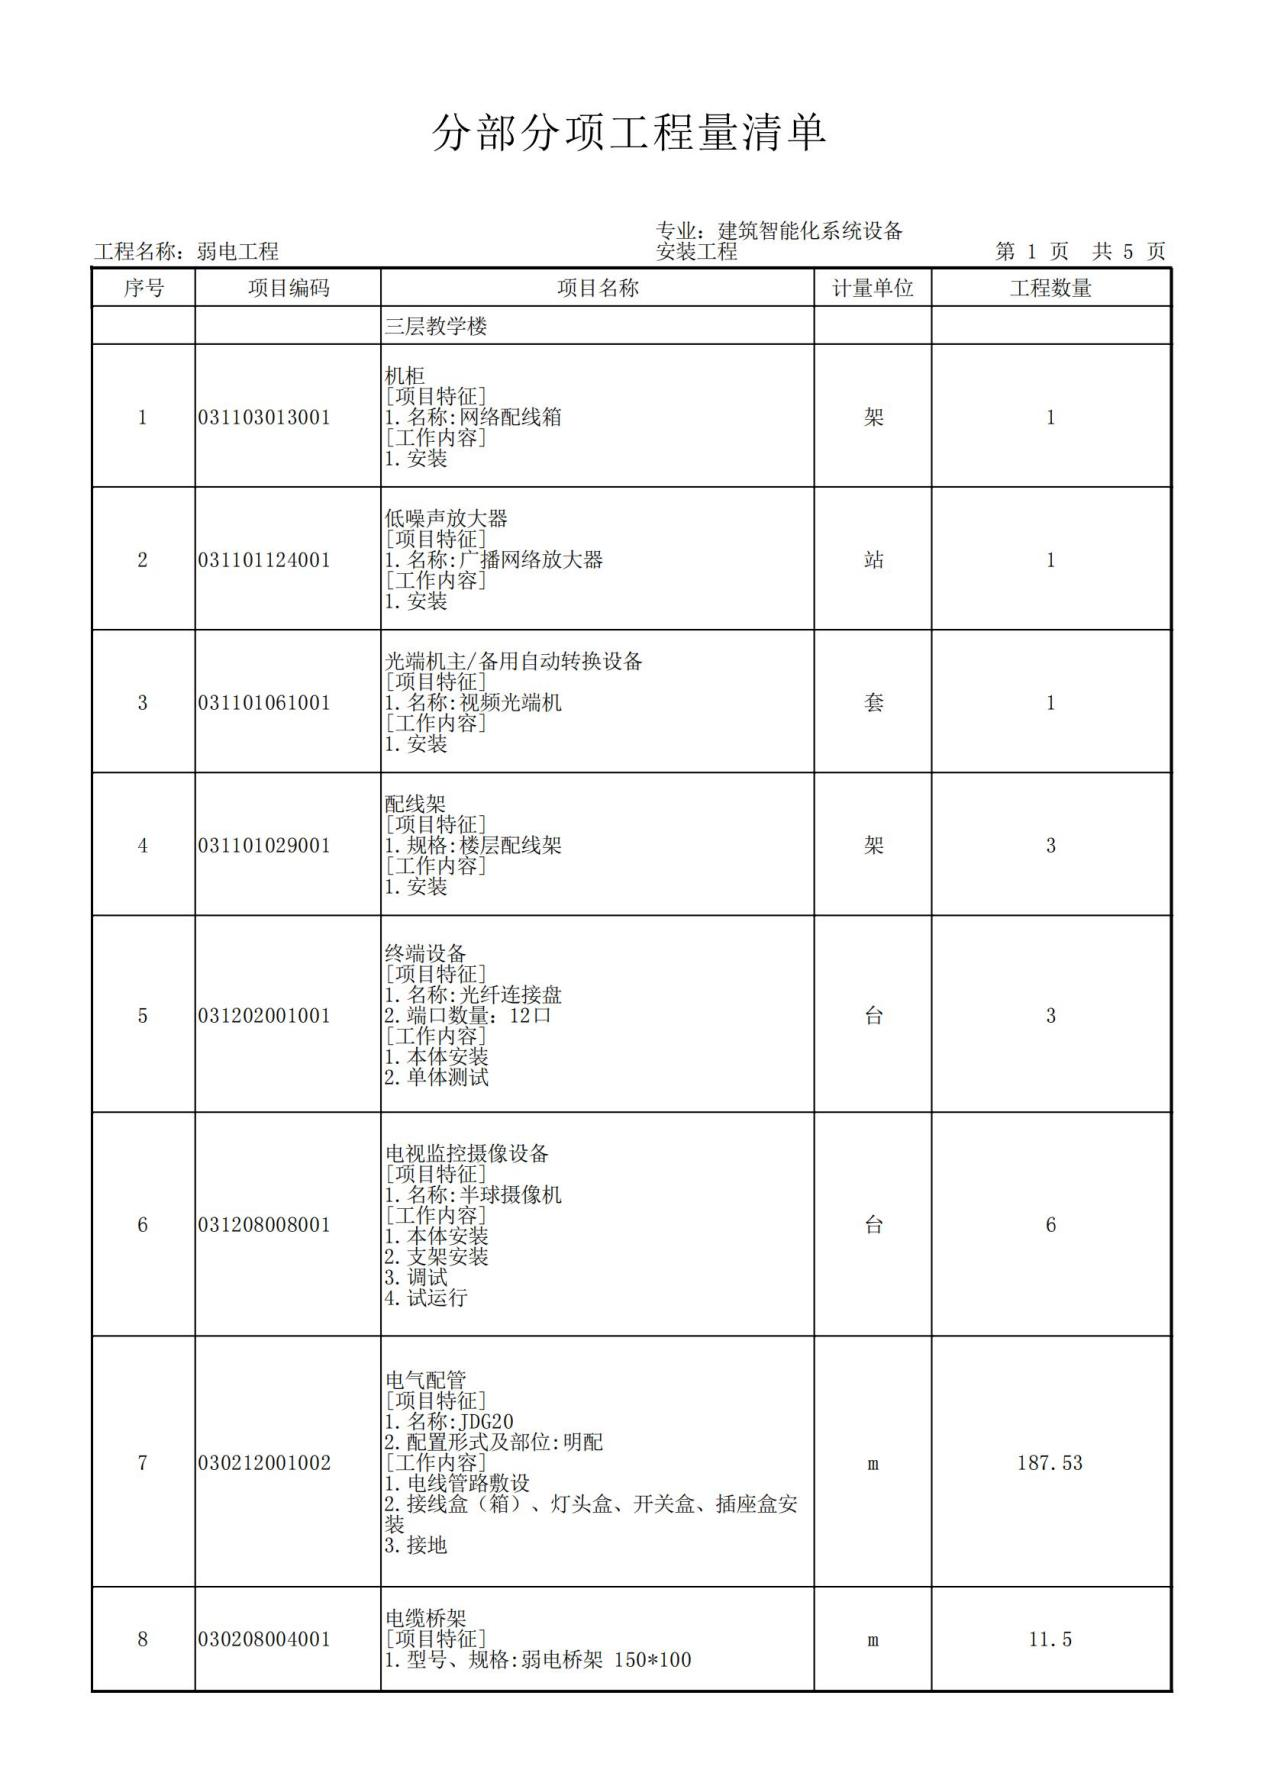 分部分项工程量清单
专业：建筑智能化系统设备
工程名称：弱电工程 安装工程 第 1 页 共 5 页
序号 项目编码 项目名称 计量单位 工程数量
三层教学楼
机柜
[项目特征]
1 031103013001 1.名称:网络配线箱 架 1
[工作内容]
1.安装
低噪声放大器
[项目特征]
2 031101124001 1.名称:广播网络放大器 站 1
[工作内容]
1.安装
光端机主/备用自动转换设备
[项目特征]
3 031101061001 1.名称:视频光端机 套 1
[工作内容]
1.安装
配线架
[项目特征]
4 031101029001 1.规格:楼层配线架 架 3
[工作内容]
1.安装
终端设备
[项目特征]
1.名称:光纤连接盘
5 031202001001 2.端口数量：12口 台 3
[工作内容]
1.本体安装
2.单体测试
电视监控摄像设备
[项目特征]
1.名称:半球摄像机
[工作内容]
6 031208008001 1.本体安装 台 6
2.支架安装
3.调试
4.试运行
电气配管
[项目特征]
1.名称:JDG20
2.配置形式及部位:明配
7 030212001002 [工作内容] m 187.53
1.电线管路敷设
2.接线盒（箱）、灯头盒、开关盒、插座盒安
装
3.接地
电缆桥架
8 030208004001 [项目特征] m 11.5
1.型号、规格:弱电桥架 150*100